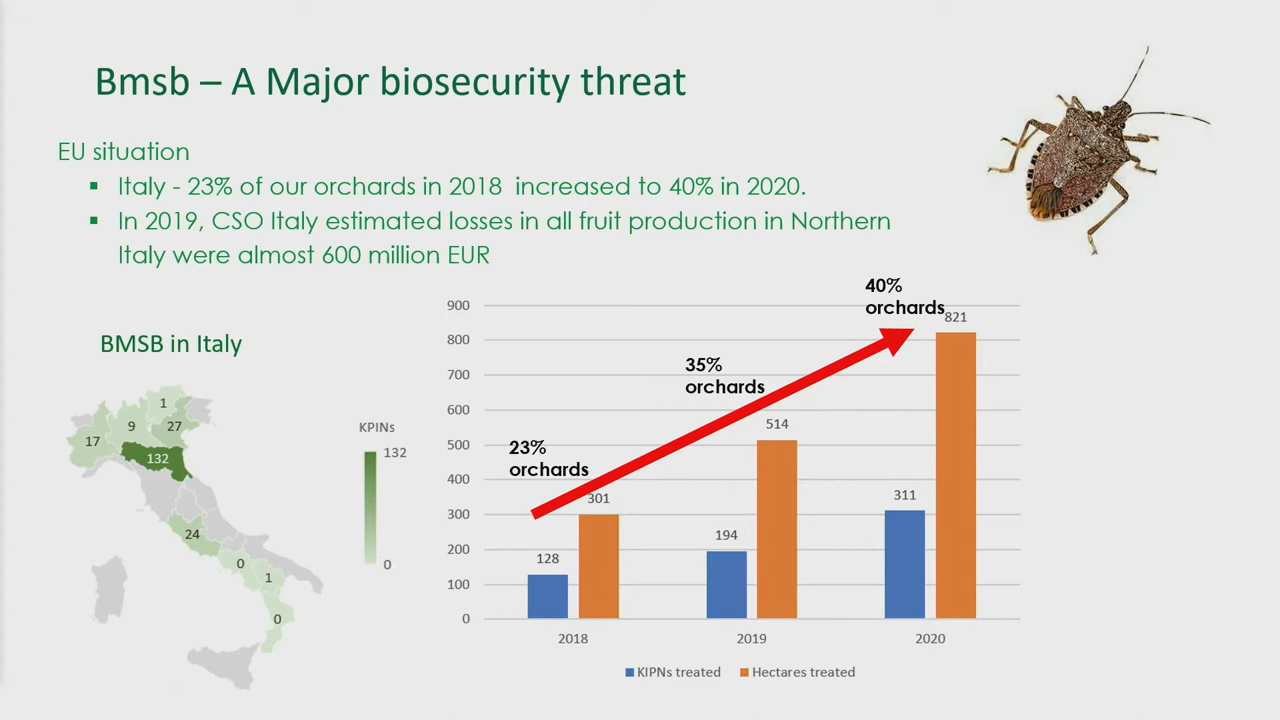 Bmsb – A Major biosecurity threat
EU situation
▪ Italy - 23% of our orchards in 2018 increased to 40% in 2020.
▪ In 2019, CSO Italy estimated losses in all fruit production in Northern
Italy were almost 600 million EUR
BMSB in Italy
1
9
27
17
132
24
0
1
0
KPINs
132
0
900
800
700
600
500
400
300
200
100
0
23%
orchards
35%
orchards
40%
orchards
128
301
194
514
311
821
2018
2019
2020
KIPNs treated
Hectares treated